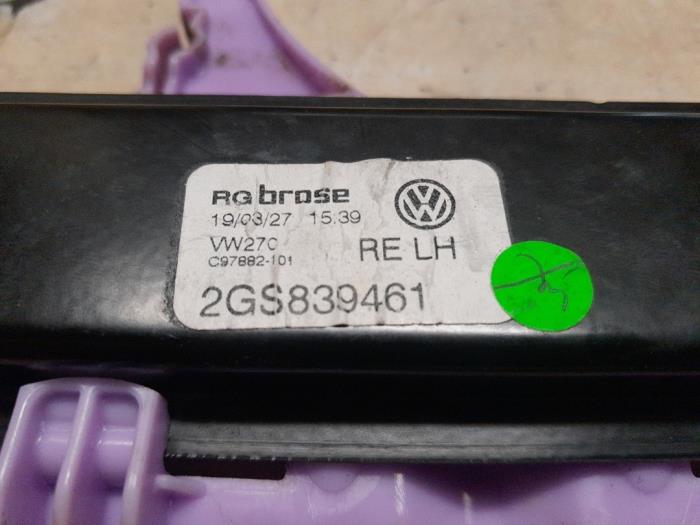 RG brose
19/03/27 15:39
VW270
C97882-101
RE LH
2GS839461